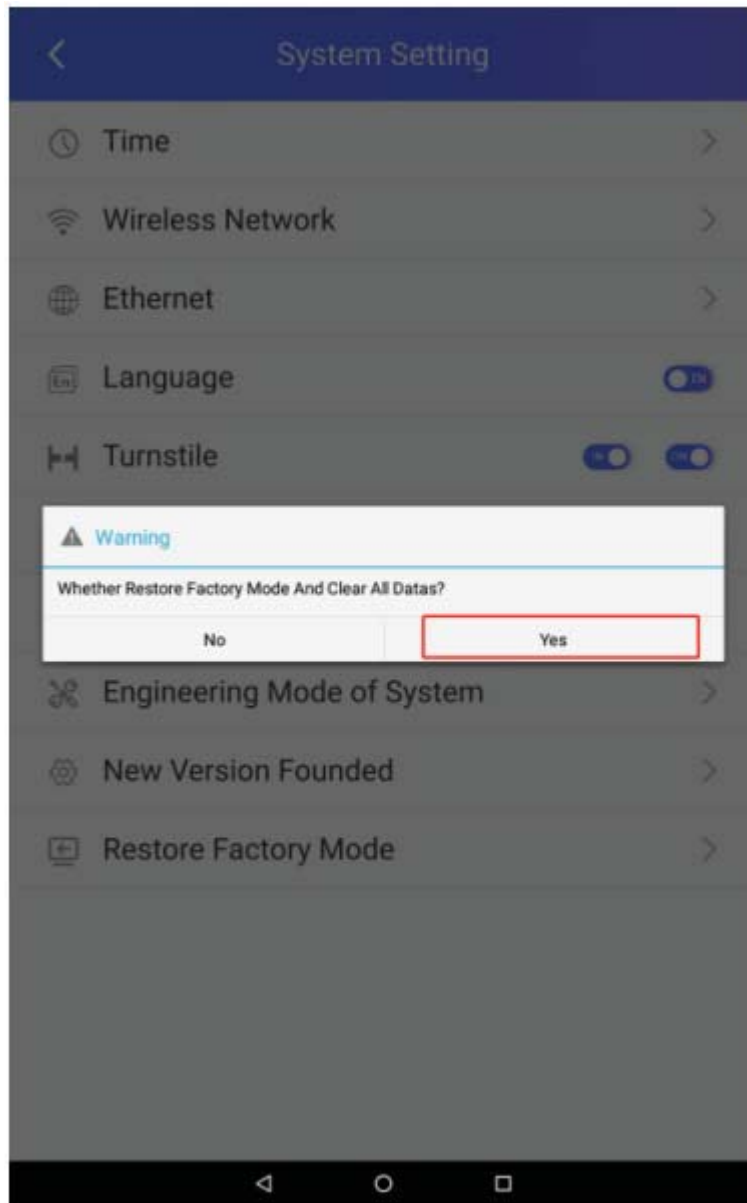 System Setting
Time
Wireless Network
Ethernet
Language
EN
Turnstile
Warning
Whether Restore Factory Mode And Clear All Datas?
No
Yes
Engineering Mode of System
New Version Founded
Restore Factory Mode